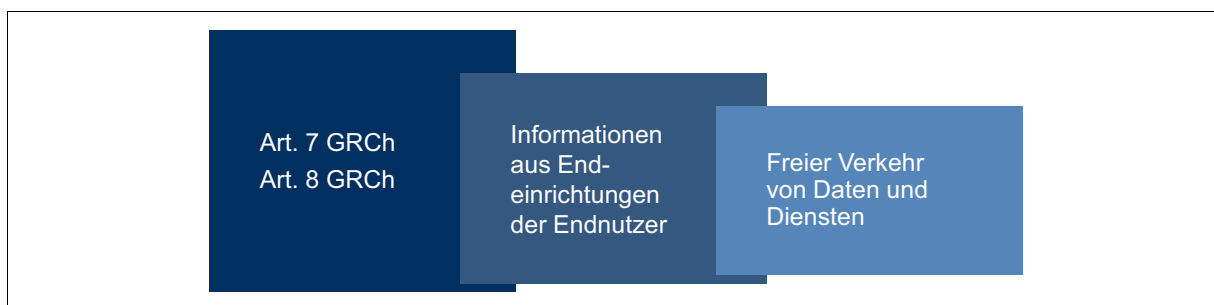 Art. 7 GRCh
Art. 8 GRCh
Informationen
aus End-
einrichtungen
der Endnutzer
Freier Verkehr
von Daten und
Diensten